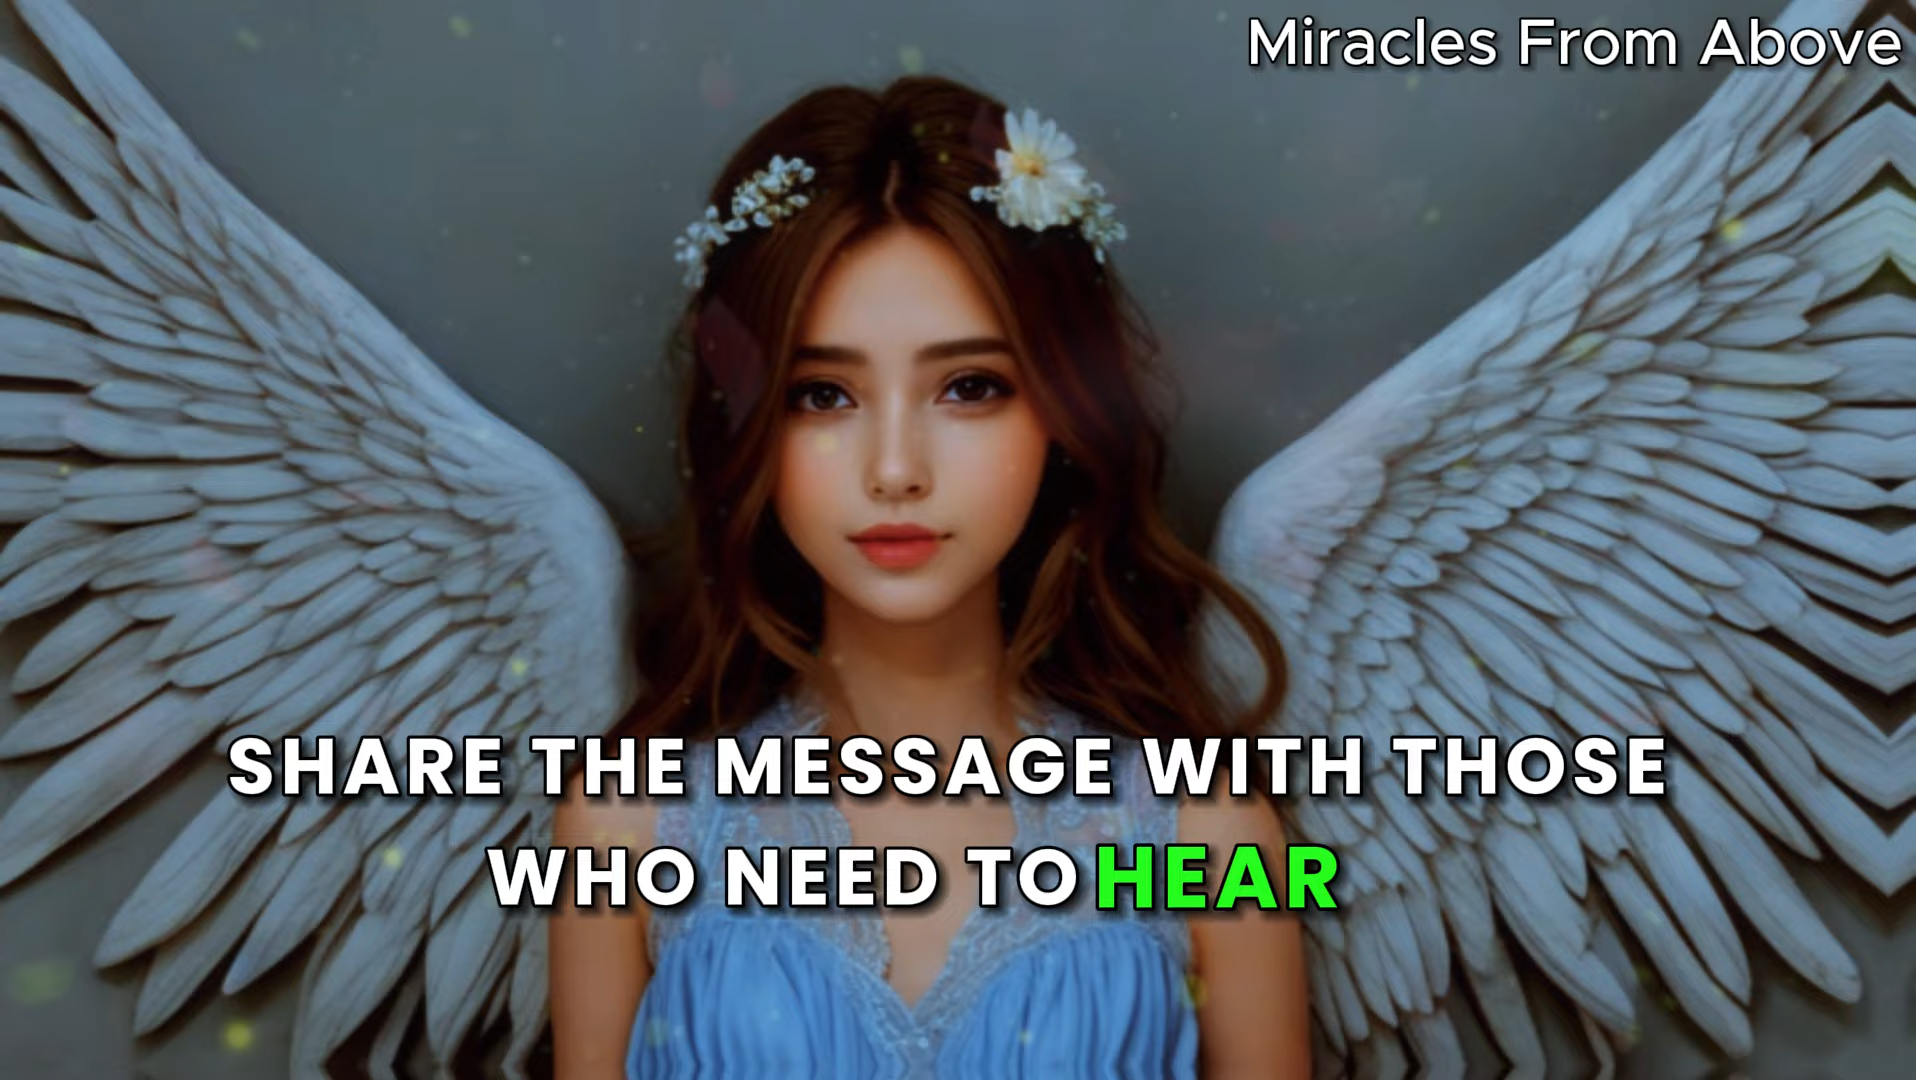 Miracles From Above
SHARE THE MESSAGE WITH THOSE
WHO NEED TO HEAR